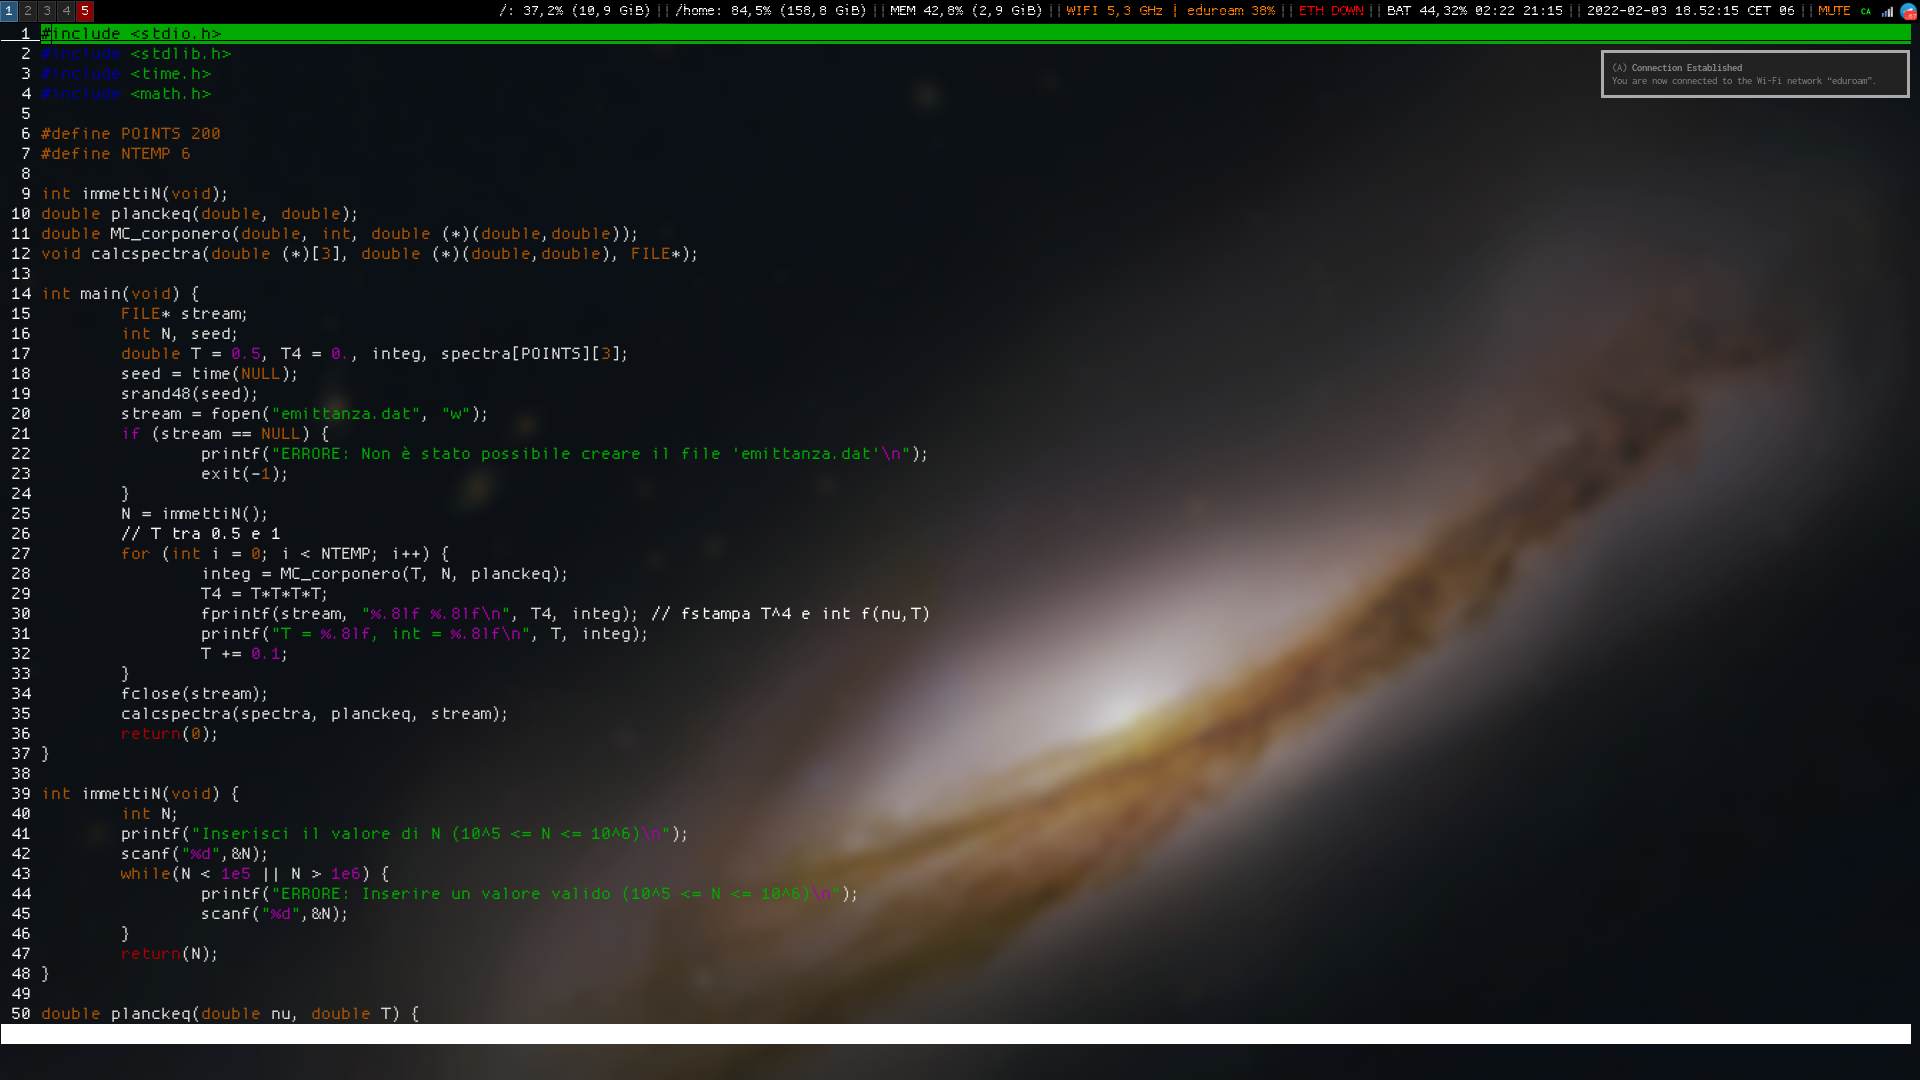 1 2 3 4 5 /: 37,2% (10,9 GiB) || /home: 84,5% (158,8 GiB) || MEM 42,8% (2,9 GiB) || WIFI 5,3 GHz | eduroam 38% || ETH DOWN || BAT 44,32% 02:22 21:15 || 2022-02-03 18.52:15 CET 06 || MUTE CA
(A) Connection Established
You are now connected to the Wi-Fi network “eduroam”.
1 #include <stdio.h>
2 #include <stdlib.h>
3 #include <time.h>
4 #include <math.h>
5
6 #define POINTS 200
7 #define NTEMP 6
8
9 int immettiN(void);
10 double planckeq(double, double);
11 double MC_corponero(double, int, double (*)(double,double));
12 void calcspectra(double (*)[3], double (*)(double,double), FILE*);
13
14 int main(void) {
15         FILE* stream;
16         int N, seed;
17         double T = 0.5, T4 = 0., integ, spectra[POINTS][3];
18         seed = time(NULL);
19         srand48(seed);
20         stream = fopen("emittanza.dat", "w");
21         if (stream == NULL) {
22                 printf("ERRORE: Non è stato possibile creare il file 'emittanza.dat'\n");
23                 exit(-1);
24         }
25         N = immettiN();
26         // T tra 0.5 e 1
27         for (int i = 0; i < NTEMP; i++) {
28                 integ = MC_corponero(T, N, planckeq);
29                 T4 = T*T*T*T;
30                 fprintf(stream, "%.8lf %.8lf\n", T4, integ); // fstampa T^4 e int f(nu,T)
31                 printf("T = %.8lf, int = %.8lf\n", T, integ);
32                 T += 0.1;
33         }
34         fclose(stream);
35         calcspectra(spectra, planckeq, stream);
36         return(0);
37 }
38
39 int immettiN(void) {
40         int N;
41         printf("Inserisci il valore di N (10^5 <= N <= 10^6)\n");
42         scanf("%d",&N);
43         while(N < 1e5 || N > 1e6) {
44                 printf("ERRORE: Inserire un valore valido (10^5 <= N <= 10^6)\n");
45                 scanf("%d",&N);
46         }
47         return(N);
48 }
49
50 double planckeq(double nu, double T) {